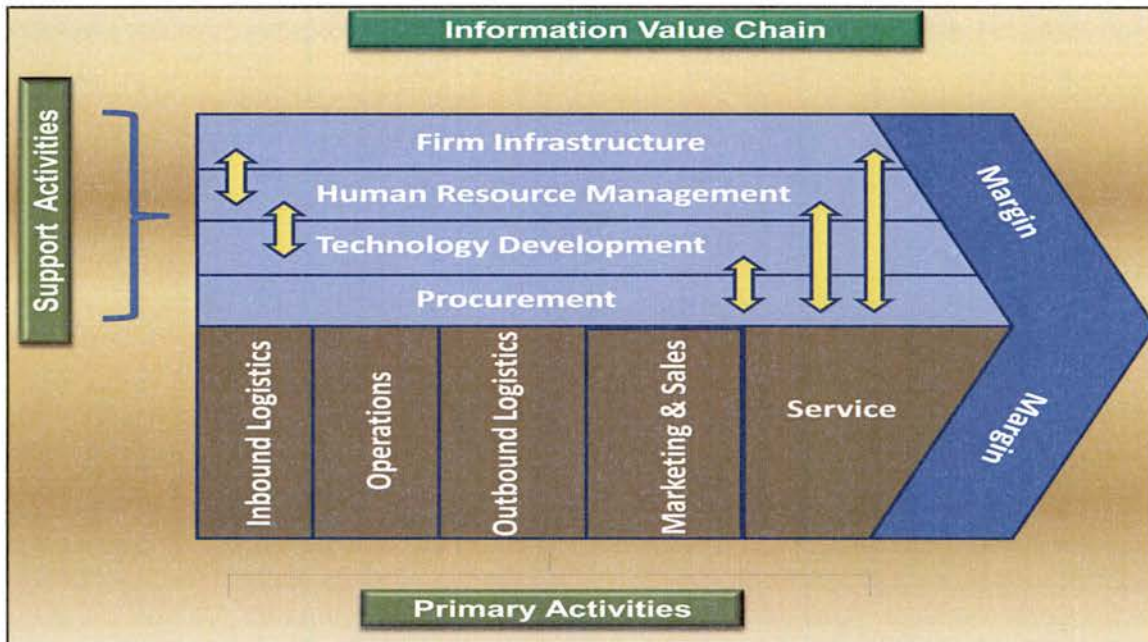 Information Value Chain
Support Activities
Firm Infrastructure
Human Resource Management
Technology Development
Procurement
Margin
Inbound Logistics
Operations
Outbound Logistics
Marketing & Sales
Service
Margin
Primary Activities